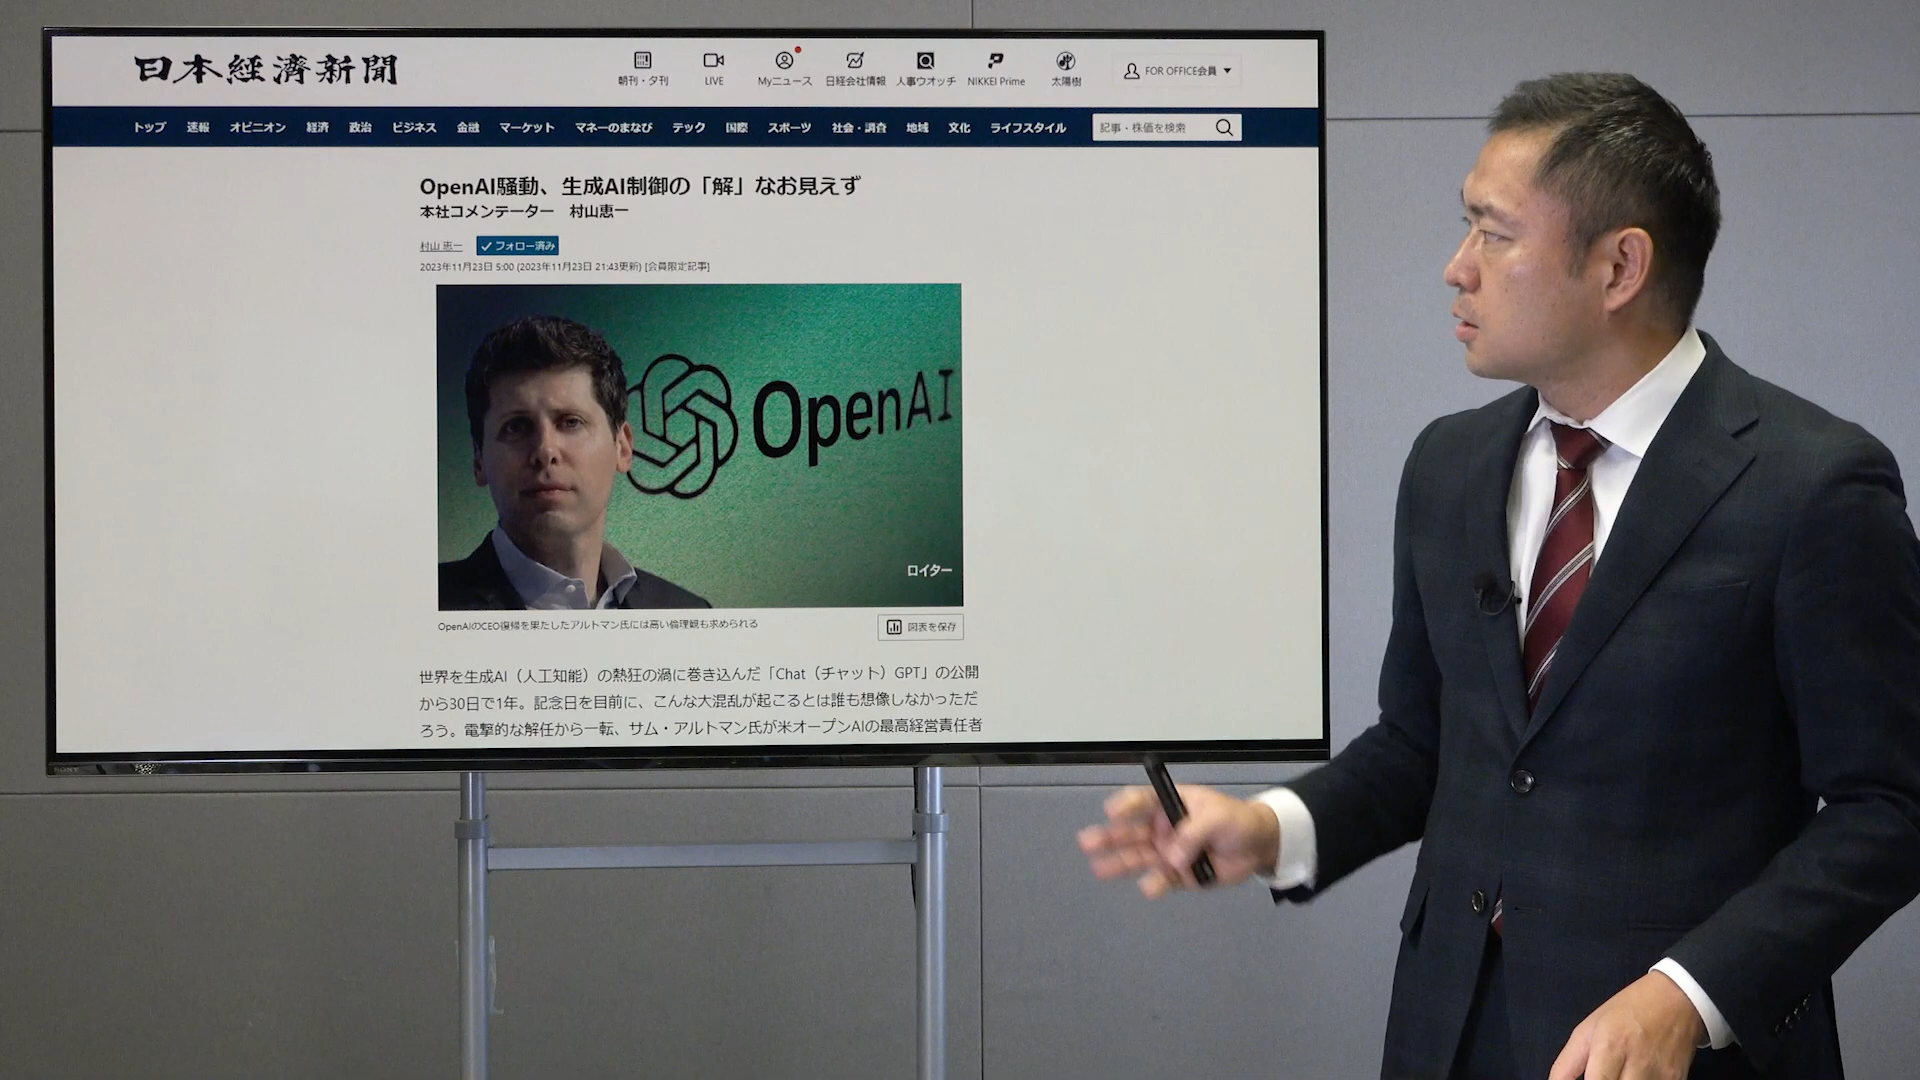 日本経済新聞
朝刊・夕刊 LIVE Myニュース 日経会社情報 人事ウオッチ NIKKEI Prime 太陽樹 FOR OFFICE会員
トップ 速報 オピニオン 経済 政治 ビジネス 金融 マーケット マネーのまなび テック 国際 スポーツ 社会・調査 地域 文化 ライフスタイル 記事・株価を検索
OpenAI騒動、生成AI制御の「解」なお見えず
本社コメンテーター 村山恵一
村山 恵一 フォロー済み
2023年11月23日 5:00 (2023年11月23日 21:43更新) [会員限定記事]
OpenAI
ロイター
OpenAIのCEO復帰を果たしたアルトマン氏には高い倫理観も求められる
図表を保存
世界を生成AI（人工知能）の熱狂の渦に巻き込んだ「Chat（チャット）GPT」の公開
から30日で1年。記念日を目前に、こんな大混乱が起こるとは誰も想像しなかっただ
ろう。電撃的な解任から一転、サム・アルトマン氏が米オープンAIの最高経営責任者
SONY